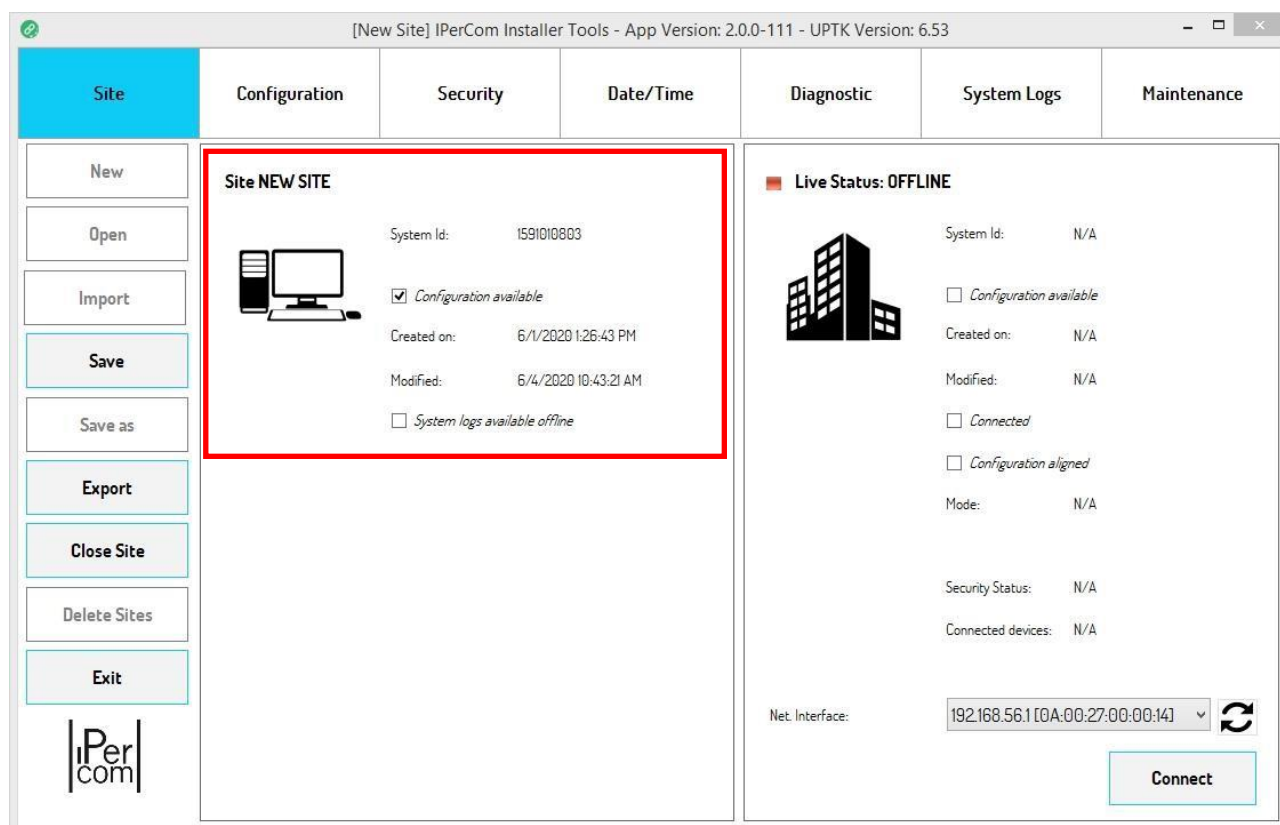 [New Site] IPerCom Installer Tools - App Version: 2.0.0-111 - UPTK Version: 6.53
Site Configuration Security Date/Time Diagnostic System Logs Maintenance
New
Open
Import
Save
Save as
Export
Close Site
Delete Sites
Exit
IPer
com
Site NEW SITE
System Id: 1591010803
Configuration available
Created on: 6/1/2020 1:26:43 PM
Modified: 6/4/2020 10:43:21 AM
System logs available offline
Live Status: OFFLINE
System Id: N/A
Configuration available
Created on: N/A
Modified: N/A
Connected
Configuration aligned
Mode: N/A
Security Status: N/A
Connected devices: N/A
Net. Interface: 192.168.56.1 [0A:00:27:00:00:14]
Connect